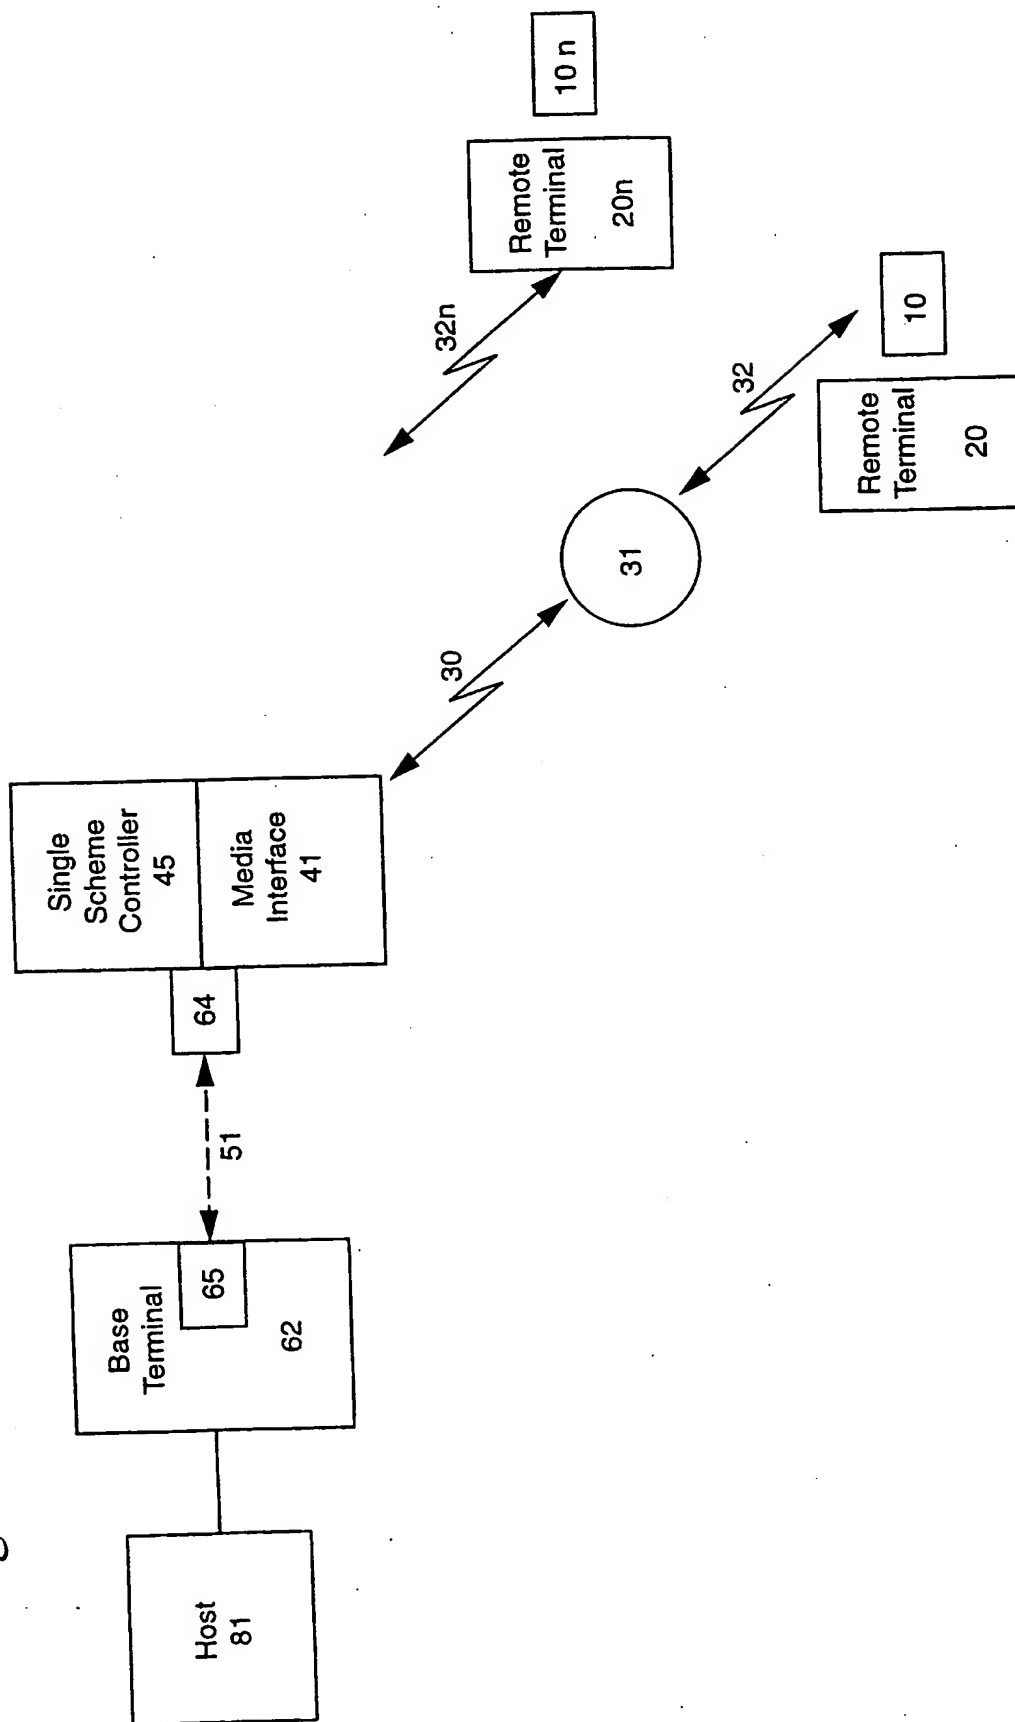 Host
81
Base
Terminal
65
62
51
64
Single
Scheme
Controller
45
Media
Interface
41
30
31
32
32n
Remote
Terminal
20
10
Remote
Terminal
20n
10 n